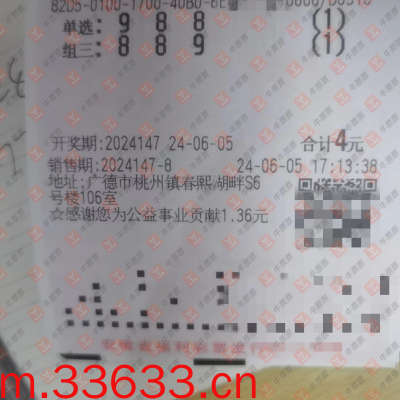 单选: 9 8 8 (1)
组三: 8 8 9 (1)
开奖期:2024147 24-06-05 合计4元
销售期:2024147-8 24-06-05 17:13:38
地址:广德市桃州镇春熙湖畔S6
号楼106室
☆感谢您为公益事业贡献1.36元
m.33633.cn